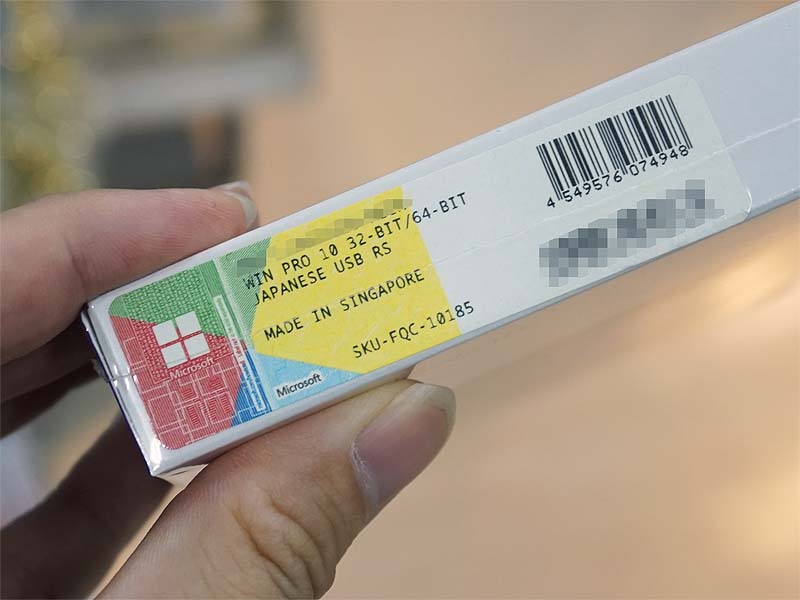 WIN PRO 10 32-BIT/64-BIT
JAPANESE USB RS
MADE IN SINGAPORE
SKU-FQC-10185
Microsoft
Microsoft
4 549576 074948